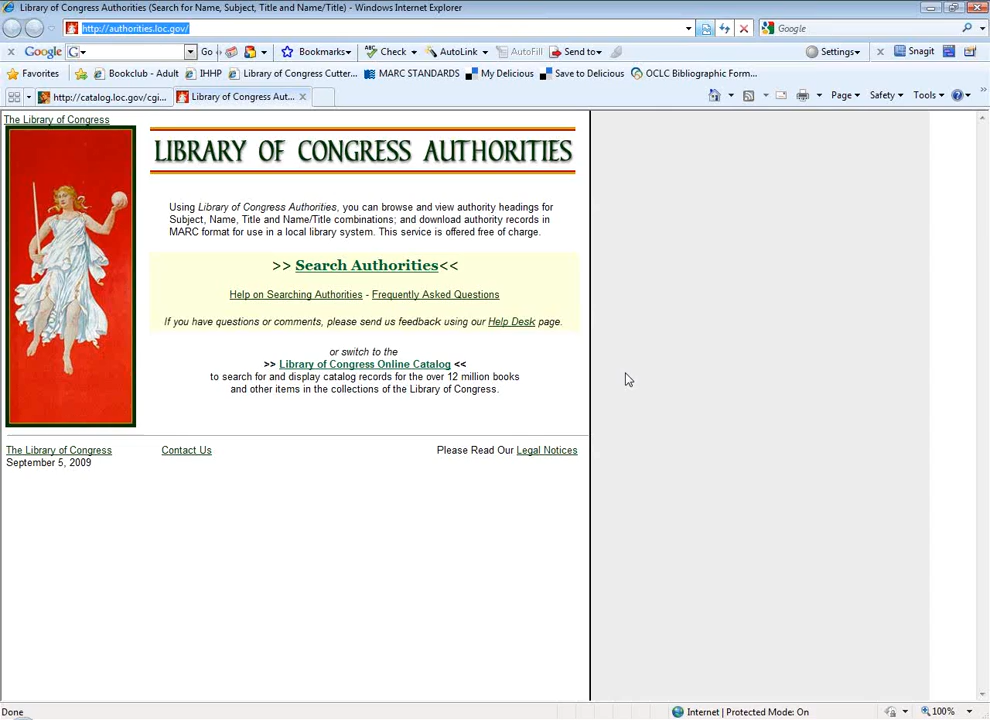 Library of Congress Authorities (Search for Name, Subject, Title and Name/Title) - Windows Internet Explorer
http://authorities.loc.gov/
Google
Google
Go
Bookmarks
Check
AutoLink
AutoFill
Send to
Settings
Snagit
Favorites
Bookclub - Adult
IHHP
Library of Congress Cutter...
MARC STANDARDS
My Delicious
Save to Delicious
OCLC Bibliographic Form...
http://catalog.loc.gov/cgi...
Library of Congress Aut...
Page
Safety
Tools
The Library of Congress
LIBRARY OF CONGRESS AUTHORITIES
Using Library of Congress Authorities, you can browse and view authority headings for
Subject, Name, Title and Name/Title combinations; and download authority records in
MARC format for use in a local library system. This service is offered free of charge.
>> Search Authorities<<
Help on Searching Authorities - Frequently Asked Questions
If you have questions or comments, please send us feedback using our Help Desk page.
or switch to the
>> Library of Congress Online Catalog <<
to search for and display catalog records for the over 12 million books
and other items in the collections of the Library of Congress.
The Library of Congress
Contact Us
Please Read Our Legal Notices
September 5, 2009
Done
Internet | Protected Mode: On
100%